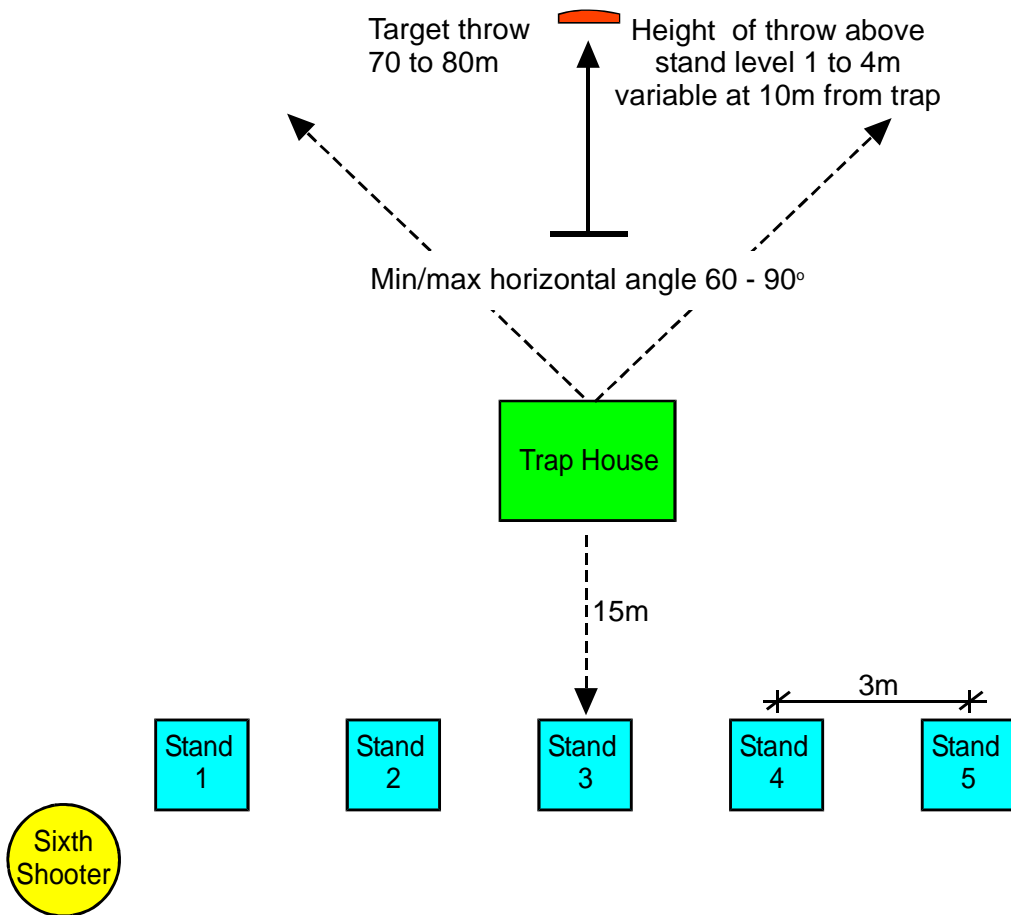 Target throw
70 to 80m
Height of throw above
stand level 1 to 4m
variable at 10m from trap
Min/max horizontal angle 60 - 90º
Trap House
15m
3m
Stand
1
Stand
2
Stand
3
Stand
4
Stand
5
Sixth
Shooter